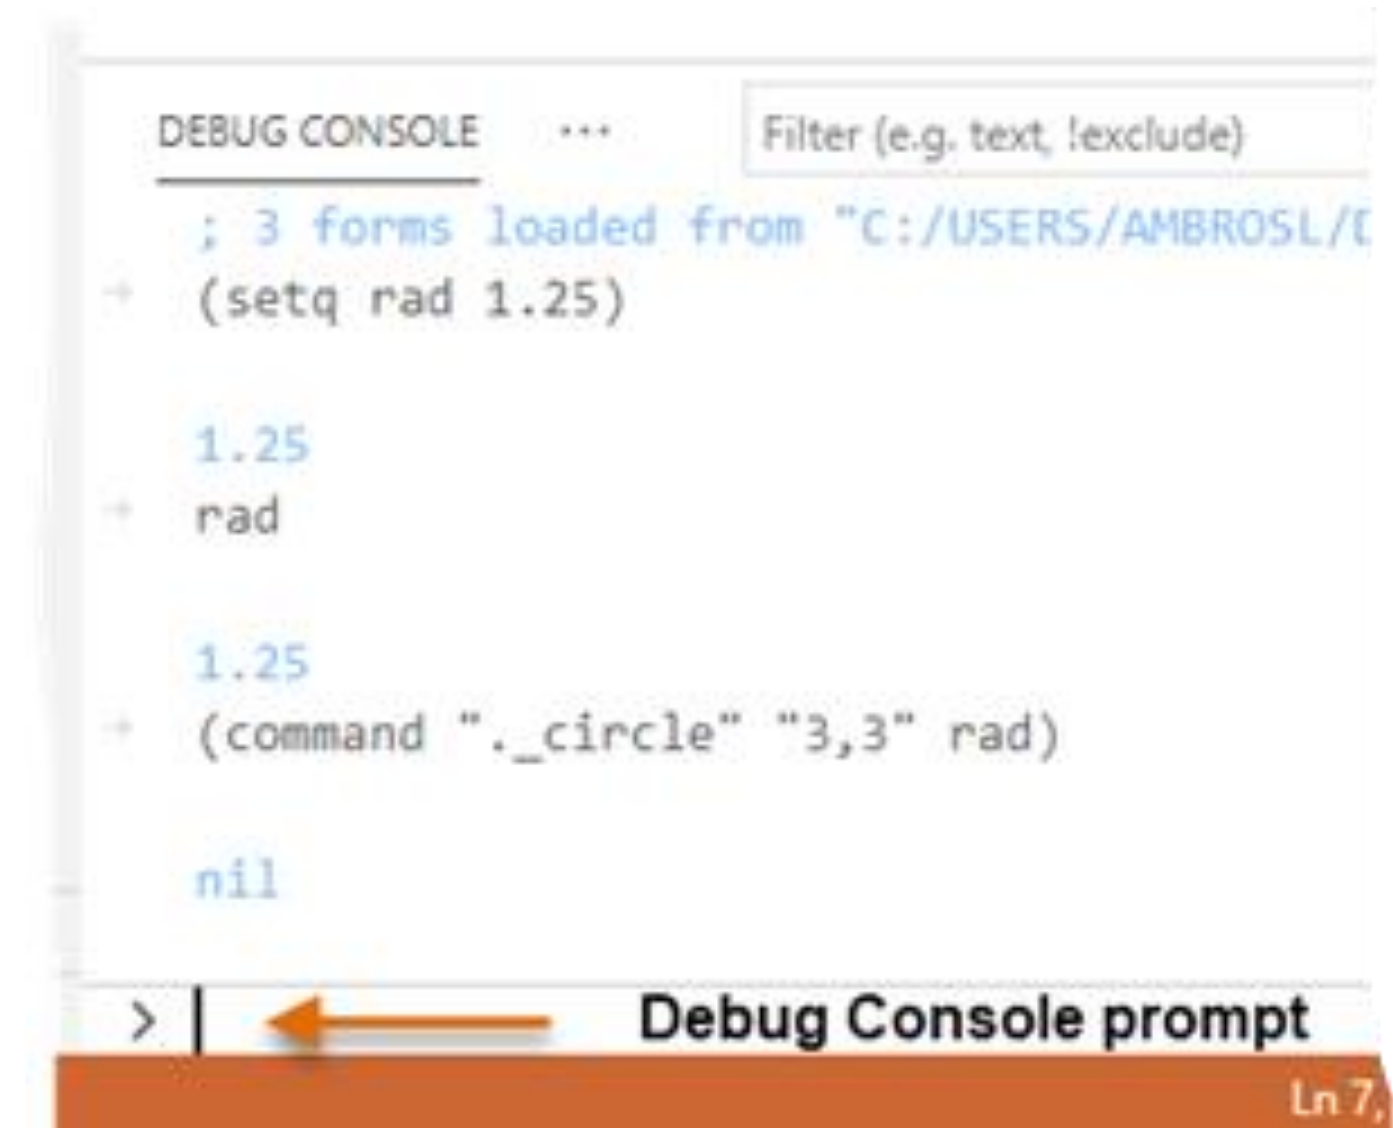 DEBUG CONSOLE ... Filter (e.g. text, !exclude)
; 3 forms loaded from "C:/USERS/AMBROSL/
(setq rad 1.25)
1.25
rad
1.25
(command "._circle" "3,3" rad)
nil
> Debug Console prompt
Ln 7,